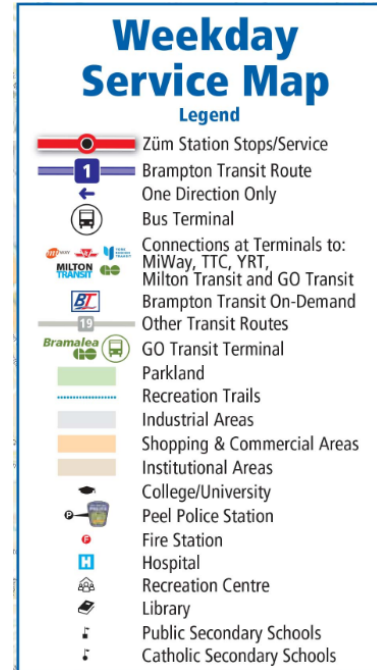 Weekday
Service Map
Legend
Züm Station Stops/Service
1 Brampton Transit Route
One Direction Only
Bus Terminal
Connections at Terminals to:
MiWay, TTC, YRT,
MILTON TRANSIT GO Milton Transit and GO Transit
BT Brampton Transit On-Demand
19 Other Transit Routes
Bramalea GO GO Transit Terminal
Parkland
Recreation Trails
Industrial Areas
Shopping & Commercial Areas
Institutional Areas
College/University
P Peel Police Station
F Fire Station
H Hospital
Recreation Centre
Library
Public Secondary Schools
Catholic Secondary Schools